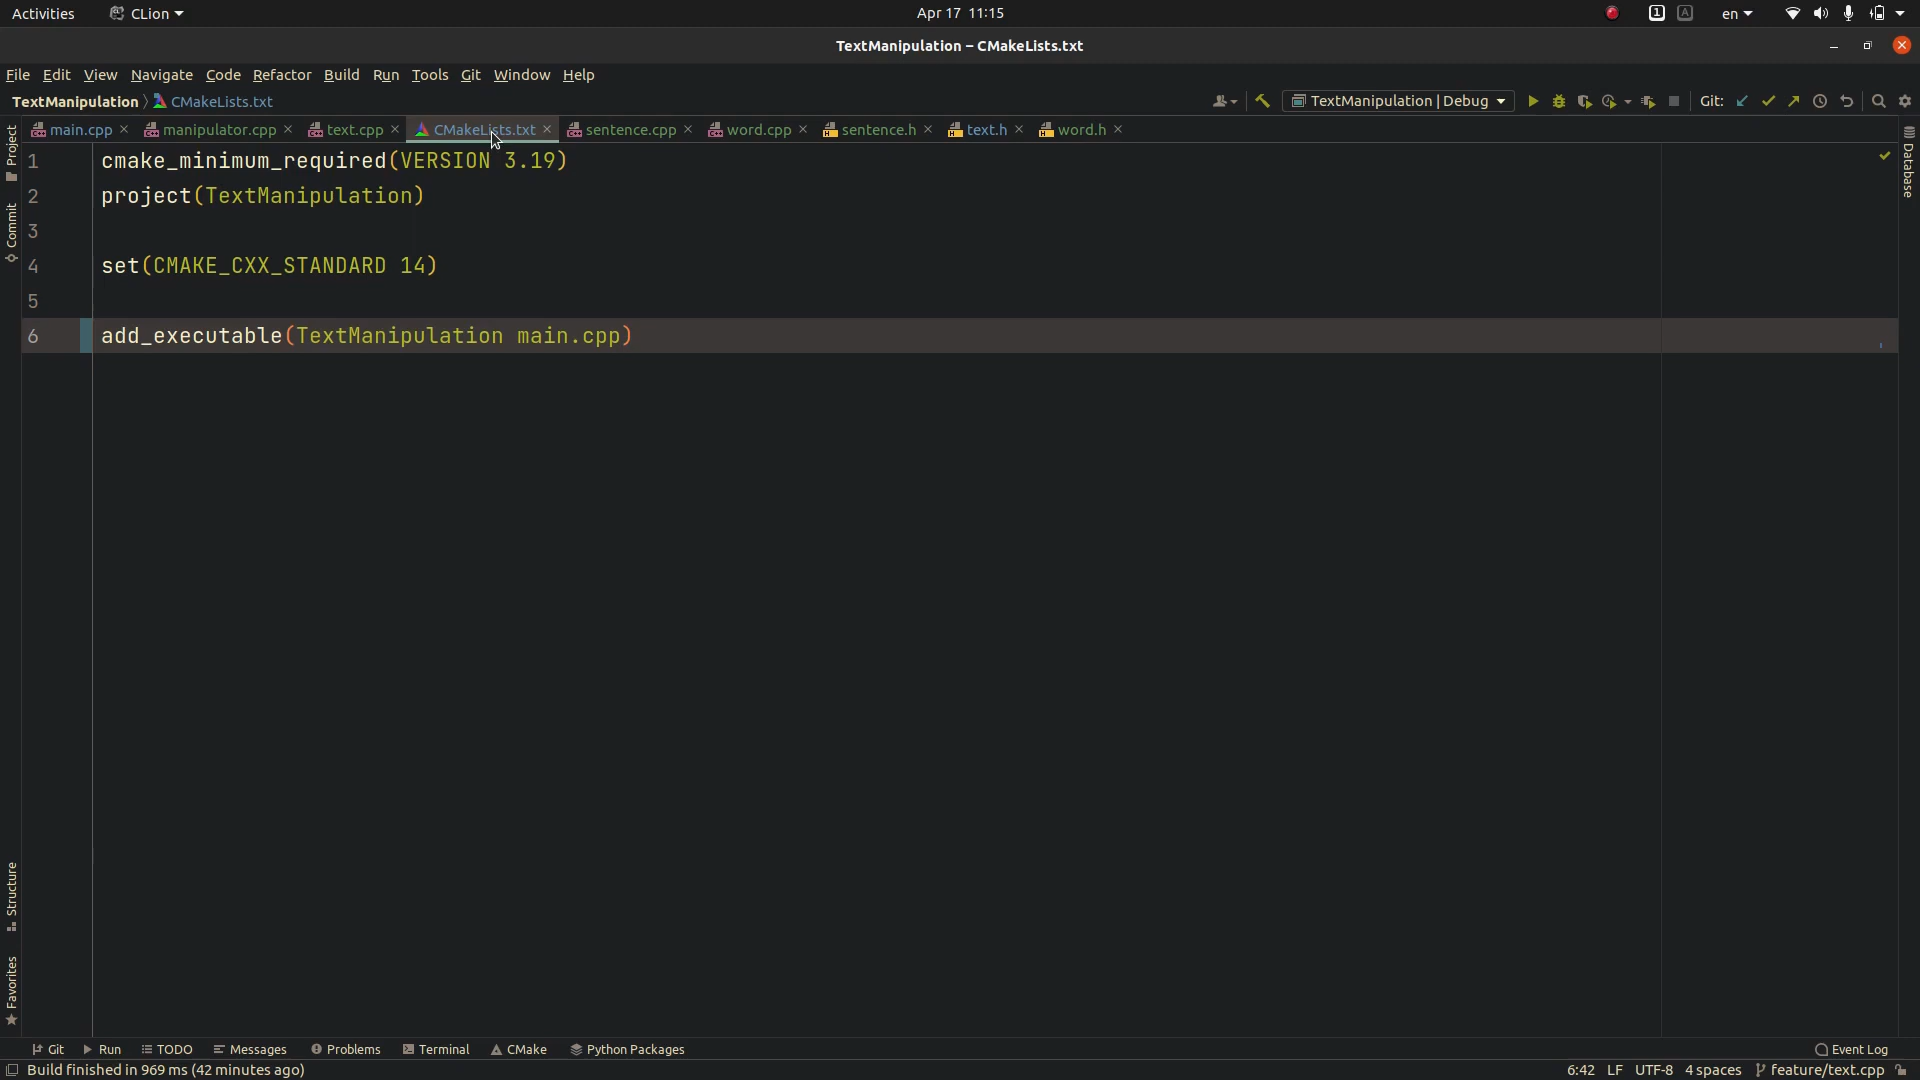 Activities CLion Apr 17 11:15 1 A en
TextManipulation – CMakeLists.txt
File Edit View Navigate Code Refactor Build Run Tools Git Window Help
TextManipulation CMakeLists.txt TextManipulation | Debug Git:
main.cpp manipulator.cpp text.cpp CMakeLists.txt sentence.cpp word.cpp sentence.h text.h word.h
Project
Commit
Structure
Favorites
Database
1 cmake_minimum_required(VERSION 3.19)
2 project(TextManipulation)
3
4 set(CMAKE_CXX_STANDARD 14)
5
6 add_executable(TextManipulation main.cpp)
Git Run TODO Messages Problems Terminal CMake Python Packages Event Log
Build finished in 969 ms (42 minutes ago) 6:42 LF UTF-8 4 spaces feature/text.cpp